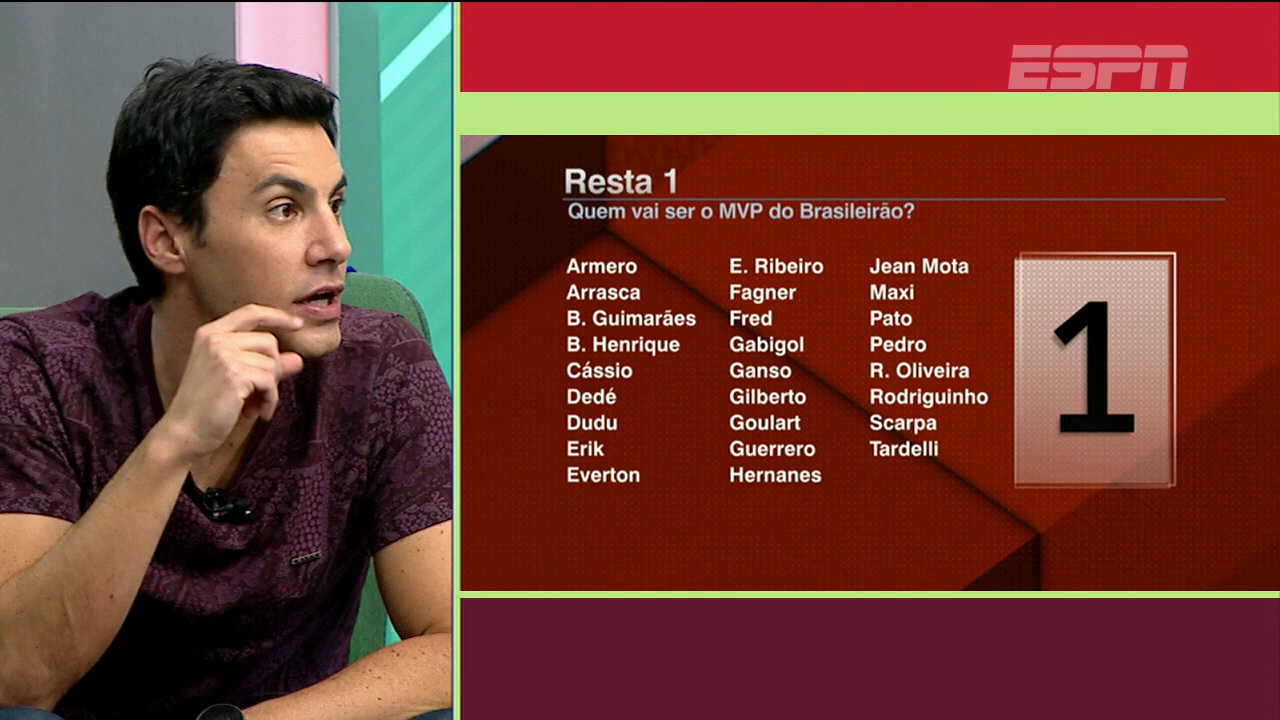 ESPN
Resta 1
Quem vai ser o MVP do Brasileirão?
Armero
Arrasca
B. Guimarães
B. Henrique
Cássio
Dedé
Dudu
Erik
Everton
E. Ribeiro
Fagner
Fred
Gabigol
Ganso
Gilberto
Goulart
Guerrero
Hernanes
Jean Mota
Maxi
Pato
Pedro
R. Oliveira
Rodriguinho
Scarpa
Tardelli
1